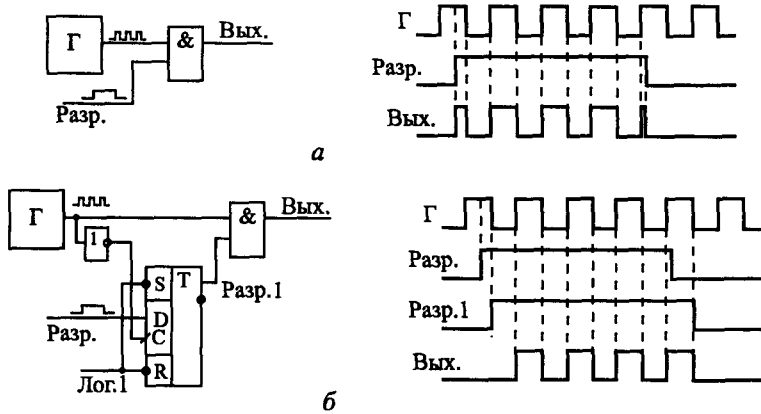 Г
&
Вых.
Разр.
Г
Разр.
Вых.
а
Г
1
&
Вых.
S
T
Разр.1
Разр.
D
C
Лог.1
R
Г
Разр.
Разр.1
Вых.
б